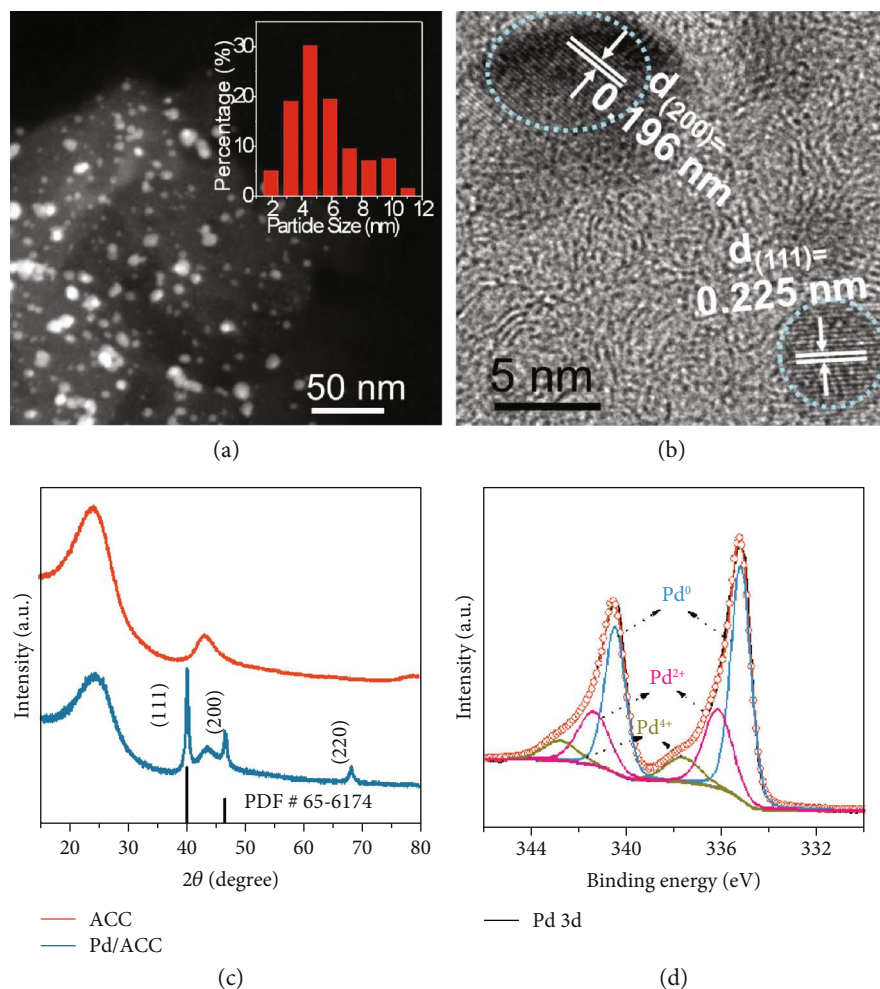 Percentage (%)
30
20
10
0
2 4 6 8 10 12
Partide Size (nm)
50 nm
(a)
d(200)=
0.196 nm
d(111)=
0.225 nm
5 nm
(b)
Intensity (a.u.)
(111)
(200)
(220)
PDF # 65-6174
20 30 40 50 60 70 80
2θ (degree)
ACC
Pd/ACC
(c)
Intensity (a.u.)
Pd⁰
Pd²⁺
Pd⁴⁺
344 340 335 332
Binding energy (eV)
Pd 3d
(d)